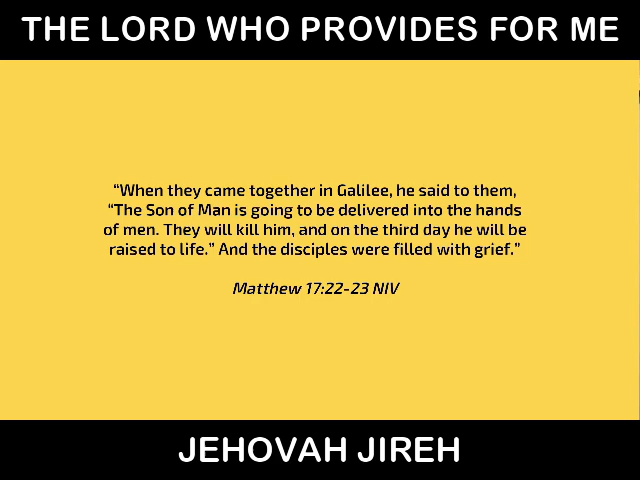 THE LORD WHO PROVIDES FOR ME
“When they came together in Galilee, he said to them,
“The Son of Man is going to be delivered into the hands
of men. They will kill him, and on the third day he will be
raised to life.” And the disciples were filled with grief.”
Matthew 17:22-23 NIV
JEHOVAH JIREH